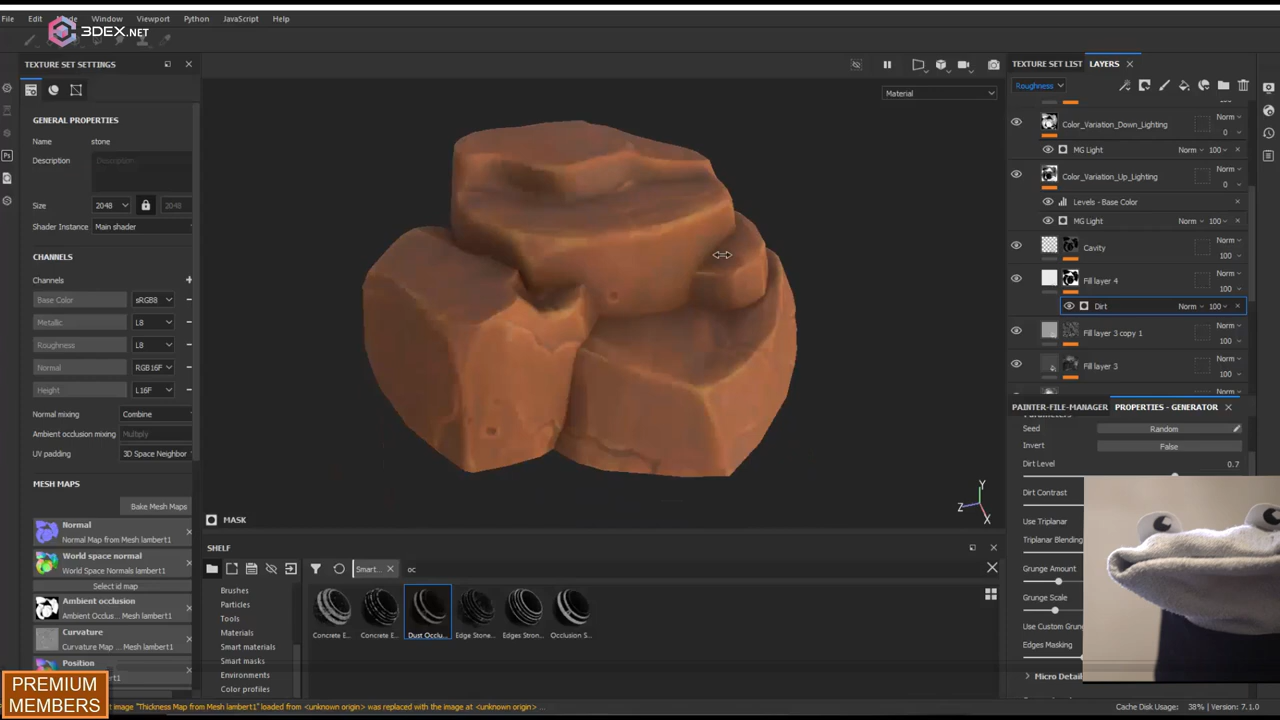 File Edit Mode Window Viewport Python JavaScript Help
3DEX.NET
TEXTURE SET SETTINGS
GENERAL PROPERTIES
Name stone
Description Description
Size 2048 2048
Shader Instance Main shader
CHANNELS
Channels
Base Color sRGB8
Metallic L8
Roughness L8
Normal RGB16F
Height L16F
Normal mixing Combine
Ambient occlusion mixing Multiply
UV padding 3D Space Neighbor
MESH MAPS
Bake Mesh Maps
Normal
Normal Map from Mesh lambert1
World space normal
World Space Normals lambert1
Select id map
Ambient occlusion
Ambient Occlus... Mesh lambert1
Curvature
Curvature Map... Mesh lambert1
Position
PREMIUM
MEMBERS
Material
Y
Z
X
MASK
SHELF
Smart... oc
Brushes
Particles
Tools
Materials
Smart materials
Smart masks
Environments
Color profiles
Concrete E... Concrete E... Dust Occlu... Edge Stone... Edges Stron... Occlusion S...
t image "Thickness Map from Mesh lambert1" loaded from <unknown origin> was replaced with the image at <unknown origin> ...
TEXTURE SET LIST LAYERS
Roughness
Color_Variation_Down_Lighting Norm
0
MG Light Norm 100
Color_Variation_Up_Lighting Norm
0
Levels - Base Color
MG Light Norm 100
Cavity Norm
100
Fill layer 4 Norm
100
Dirt Norm 100
Fill layer 3 copy 1 Norm
100
Fill layer 3 Norm
100
PAINTER-FILE-MANAGER PROPERTIES - GENERATOR
Parameters
Seed Random
Invert False
Dirt Level 0.7
Dirt Contrast
Use Triplanar
Triplanar Blending
Grunge Amount
Grunge Scale
Use Custom Grun
Edges Masking
Micro Detai
Cache Disk Usage: 38% | Version: 7.1.0